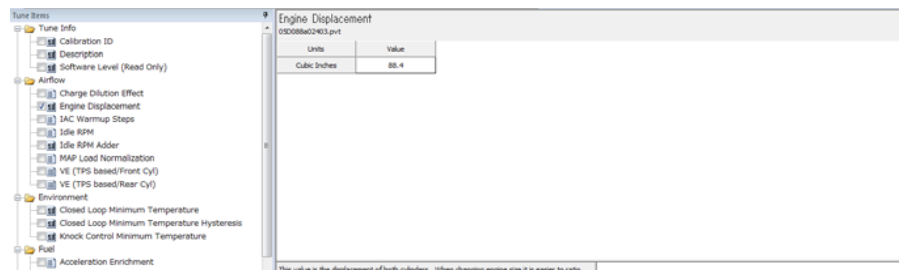 Tune Items
Tune Info
Calibration ID
Description
Software Level (Read Only)
Airflow
Charge Dilution Effect
Engine Displacement
IAC Warmup Steps
Idle RPM
Idle RPM Adder
MAP Load Normalization
VE (TPS based/Front Cyl)
VE (TPS based/Rear Cyl)
Environment
Closed Loop Minimum Temperature
Closed Loop Minimum Temperature Hysteresis
Knock Control Minimum Temperature
Fuel
Acceleration Enrichment
Engine Displacement
05D088a02403.pvt
Units Value
Cubic Inches 88.4
This value is the displacement of both cylinders. When changing engine size it is easier to ratio